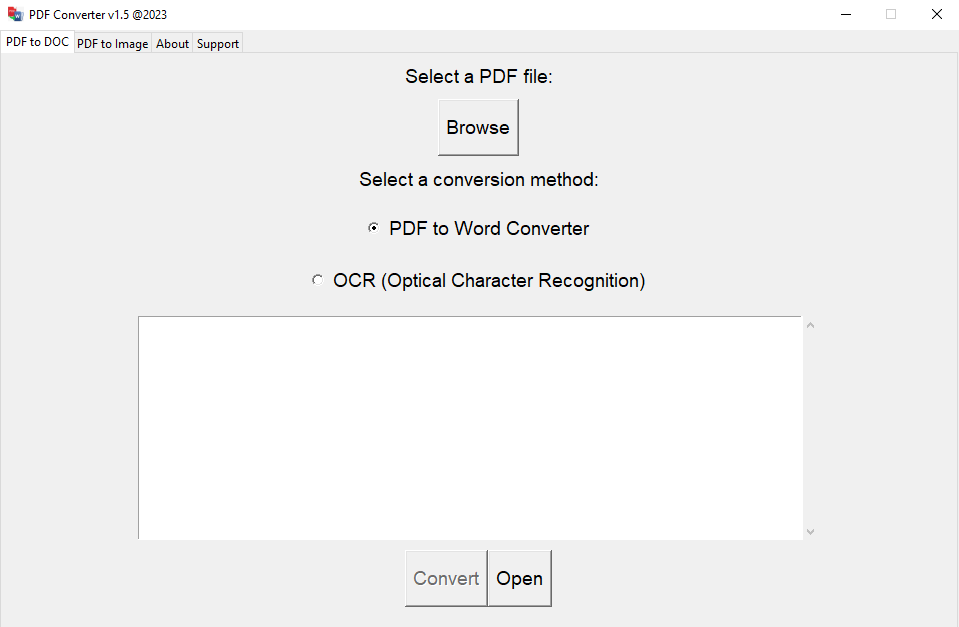 PDF Converter v1.5 @2023
PDF to DOC PDF to Image About Support
Select a PDF file:
Browse
Select a conversion method:
PDF to Word Converter
OCR (Optical Character Recognition)
Convert Open